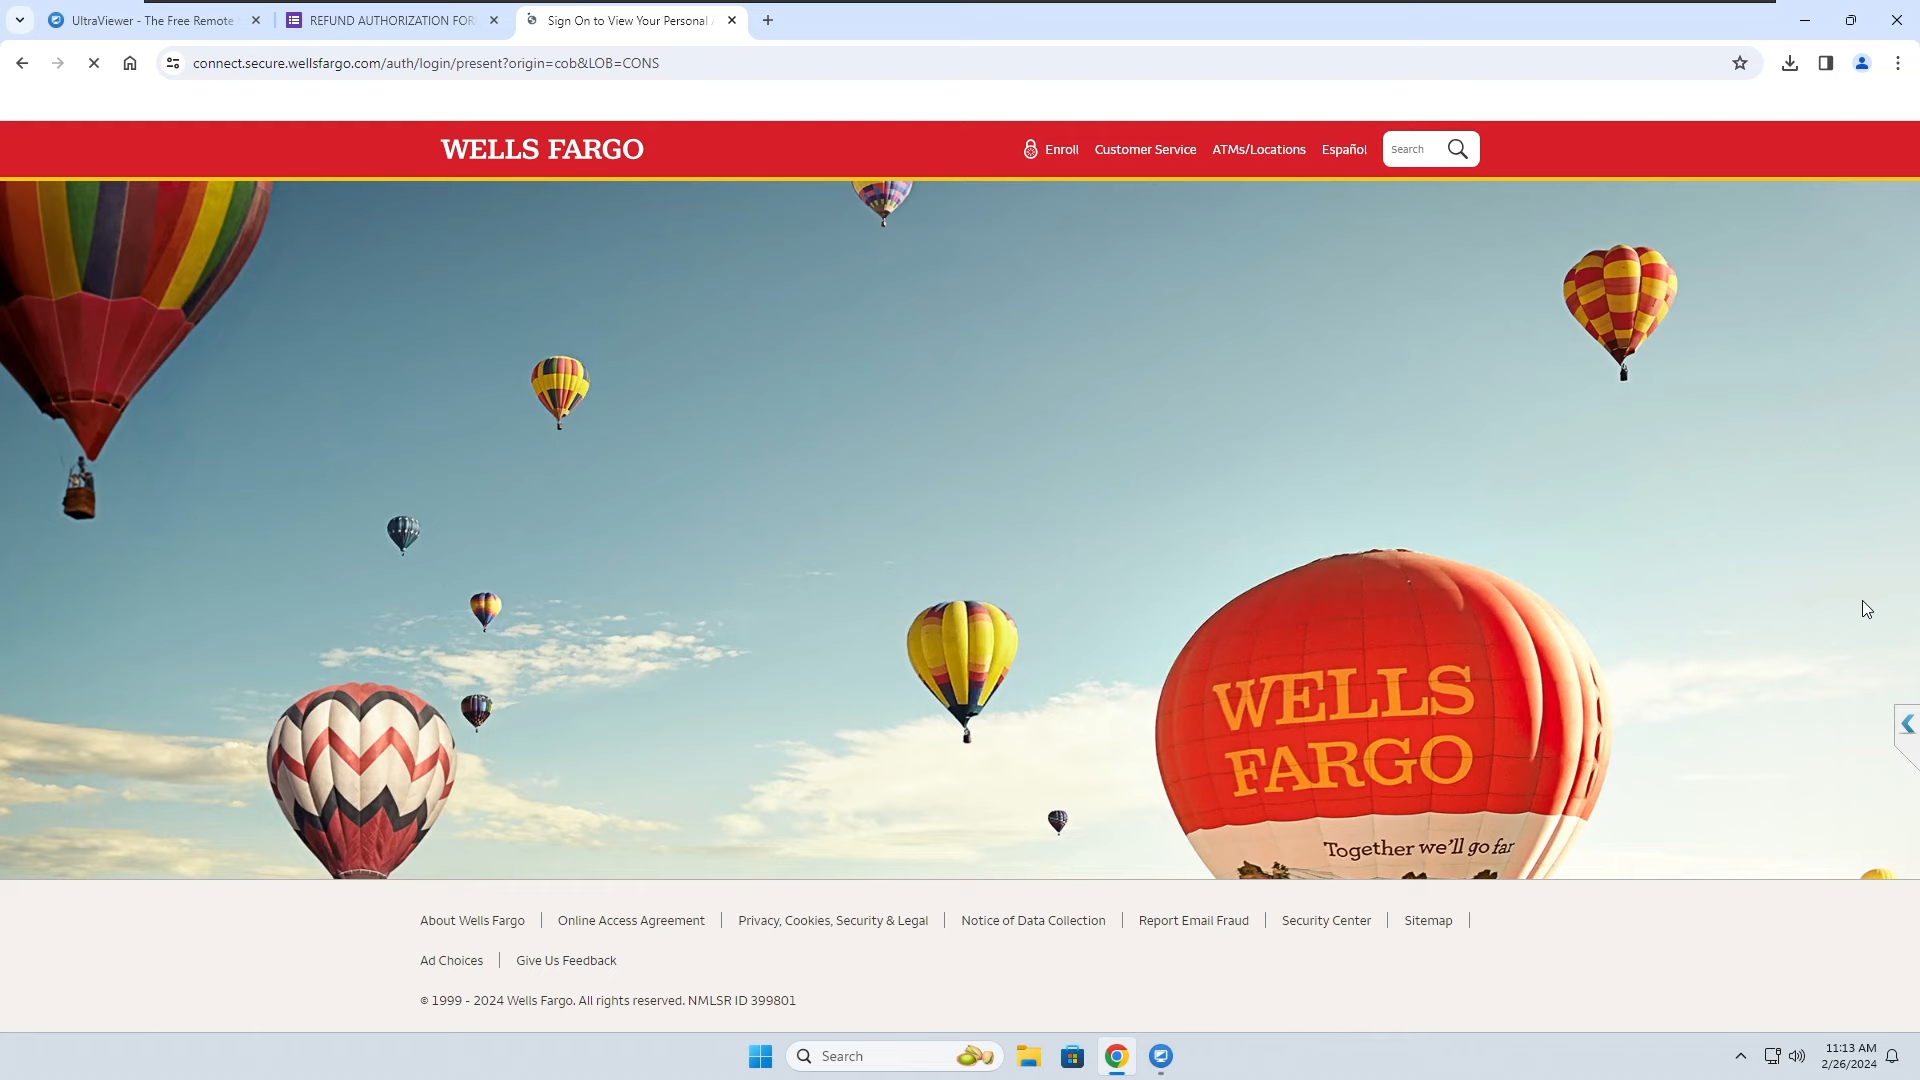 UltraViewer - The Free Remote
REFUND AUTHORIZATION FOR
Sign On to View Your Personal
connect.secure.wellsfargo.com/auth/login/present?origin=cob&LOB=CONS
WELLS FARGO
Enroll
Customer Service
ATMs/Locations
Español
Search
WELLS
FARGO
Together we'll go far
About Wells Fargo
Online Access Agreement
Privacy, Cookies, Security & Legal
Notice of Data Collection
Report Email Fraud
Security Center
Sitemap
Ad Choices
Give Us Feedback
© 1999 - 2024 Wells Fargo. All rights reserved. NMLSR ID 399801
Search
11:13 AM
2/26/2024